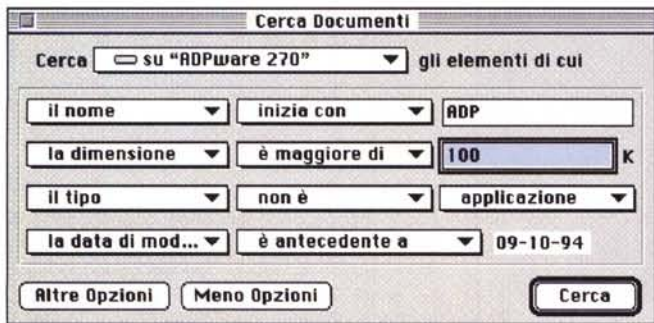 Cerca Documenti
Cerca su “ADPware 270” gli elementi di cui
il nome inizia con ADP
la dimensione è maggiore di 100 K
il tipo non è applicazione
la data di mod... è antecedente a 09-10-94
Altre Opzioni Meno Opzioni Cerca